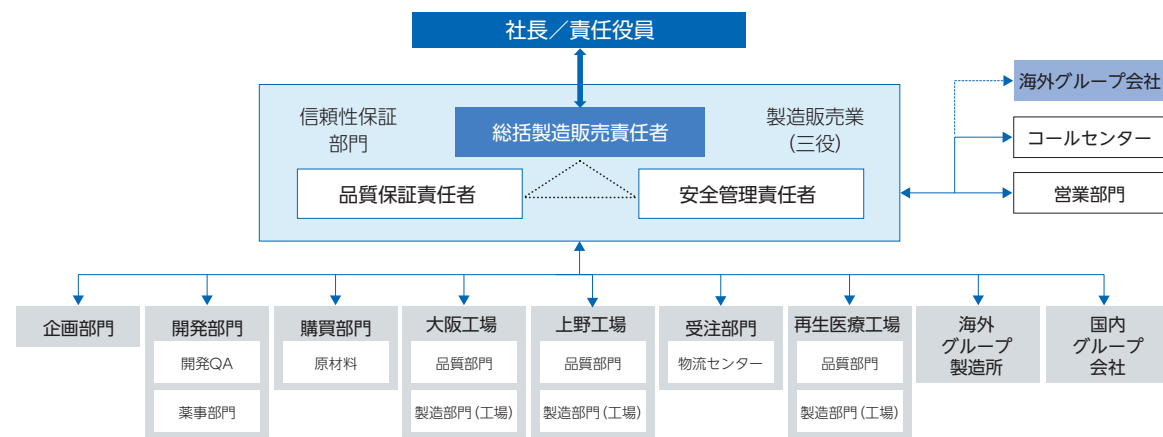 社長／責任役員
信頼性保証
部門
総括製造販売責任者
製造販売業
(三役)
品質保証責任者
安全管理責任者
海外グループ会社
コールセンター
営業部門
企画部門
開発部門
開発QA
薬事部門
購買部門
原材料
大阪工場
品質部門
製造部門(工場)
上野工場
品質部門
製造部門(工場)
受注部門
物流センター
再生医療工場
品質部門
製造部門(工場)
海外
グループ
製造所
国内
グループ
会社